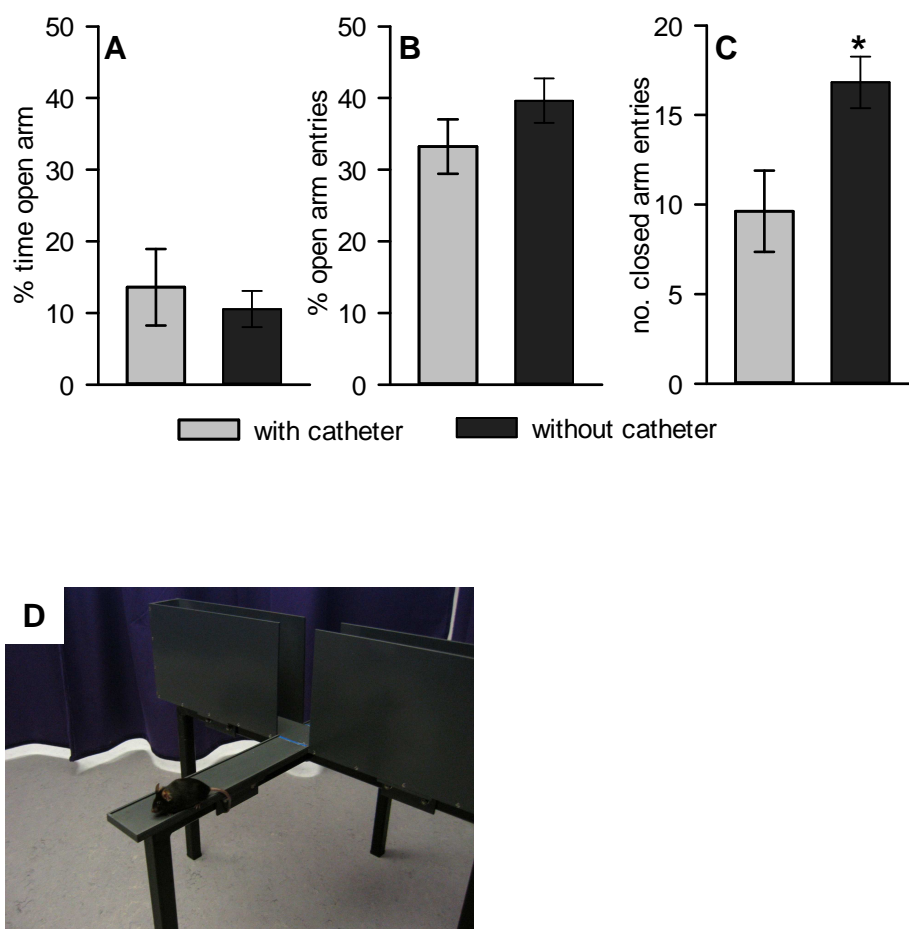 A
% time open arm
50
40
30
20
10
0
B
% open arm entries
50
40
30
20
10
0
C
*
no. closed arm entries
20
15
10
5
0
with catheter
without catheter
D